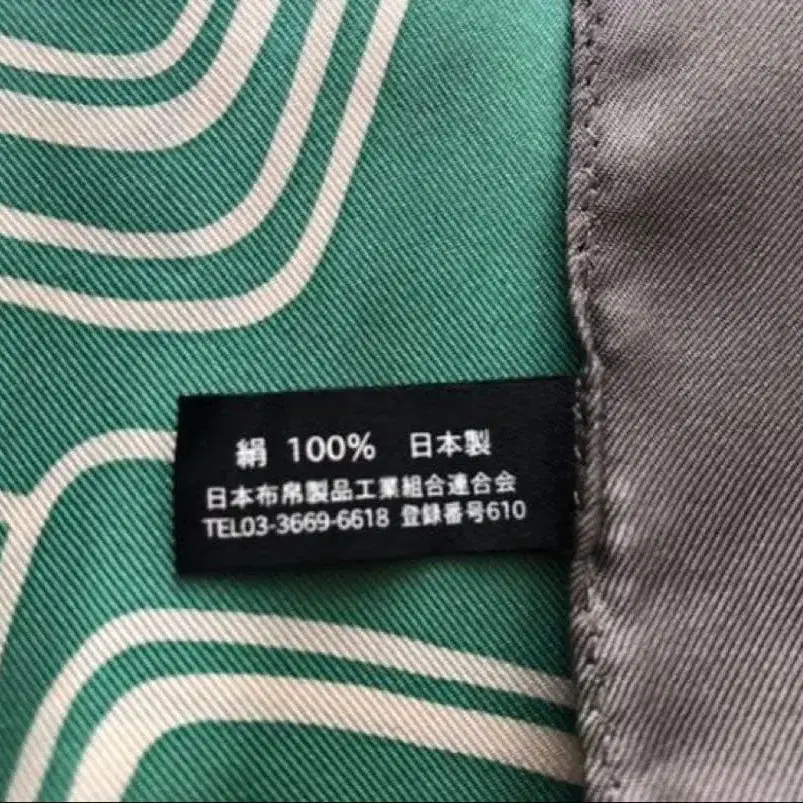 絹 100% 日本製
日本布帛製品工業組合連合会
TEL03-3669-6618 登録番号610